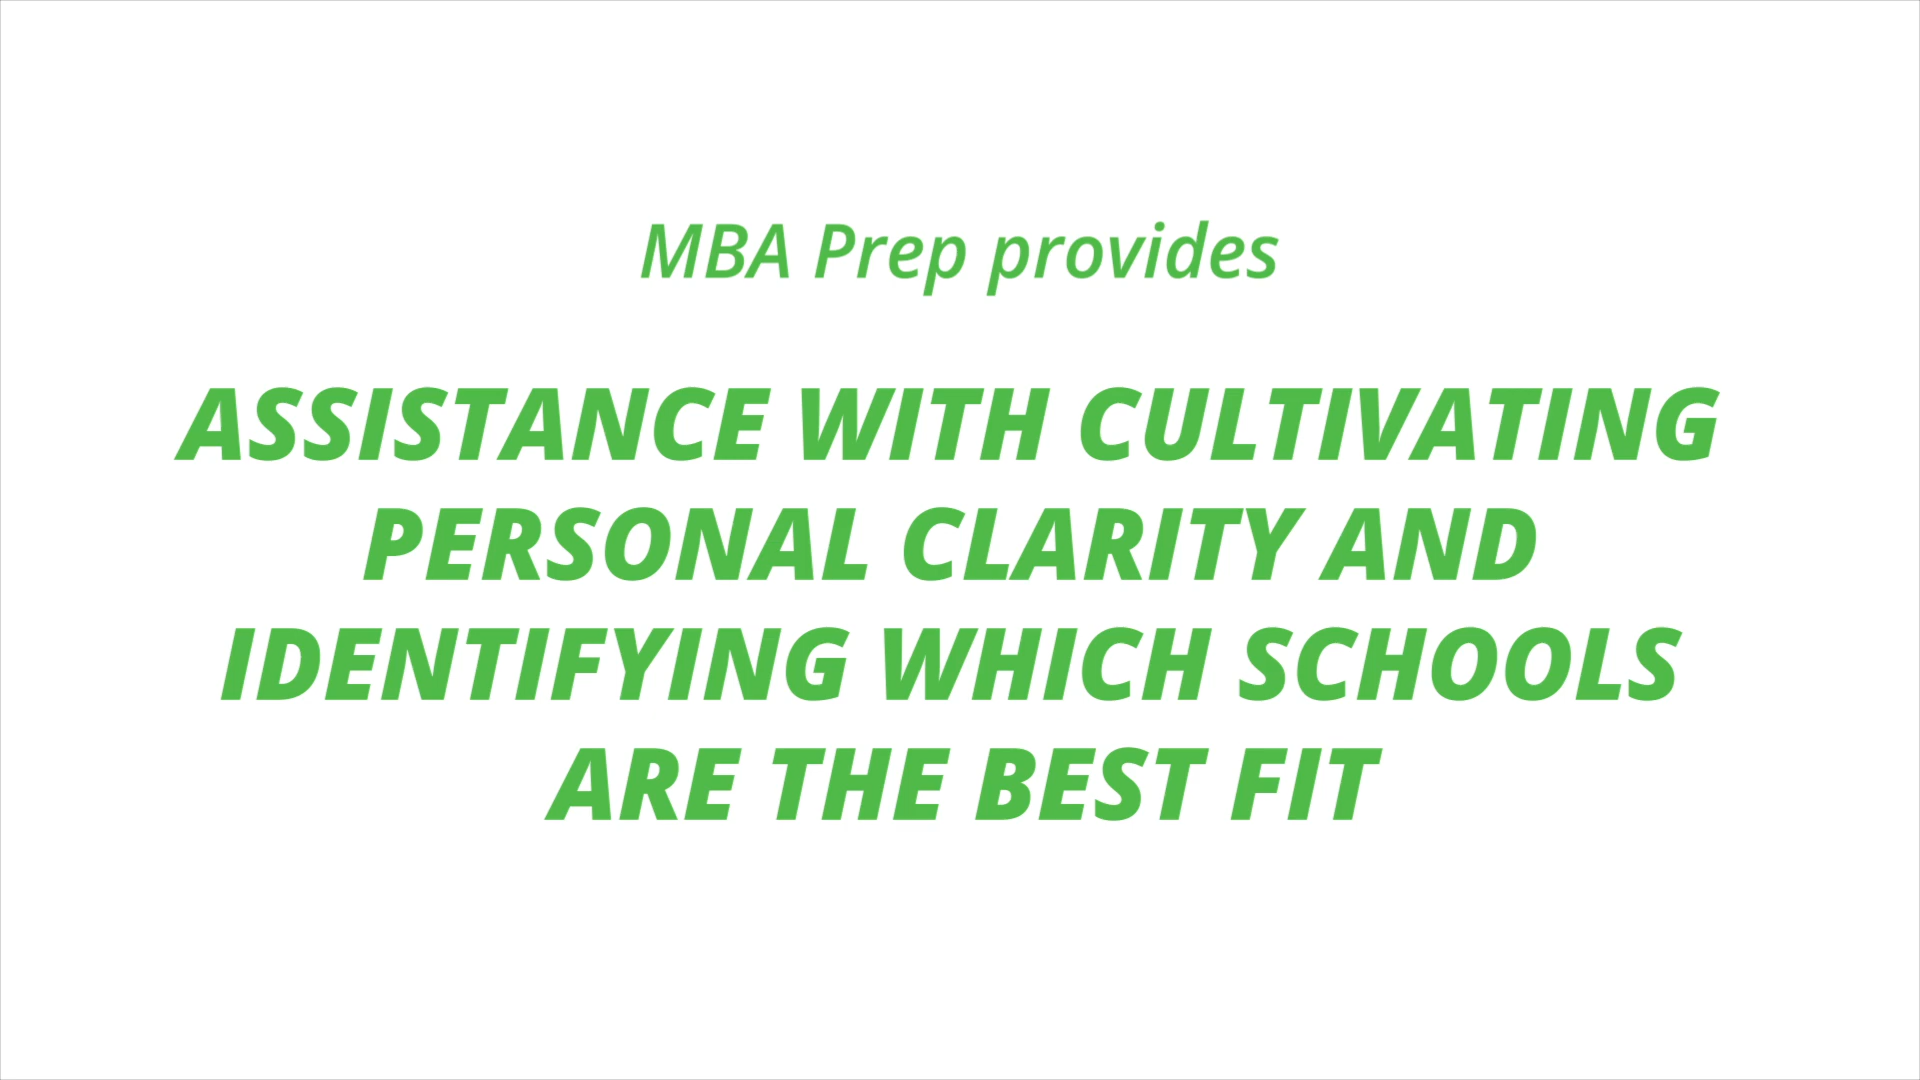 MBA Prep provides
ASSISTANCE WITH CULTIVATING
PERSONAL CLARITY AND
IDENTIFYING WHICH SCHOOLS
ARE THE BEST FIT